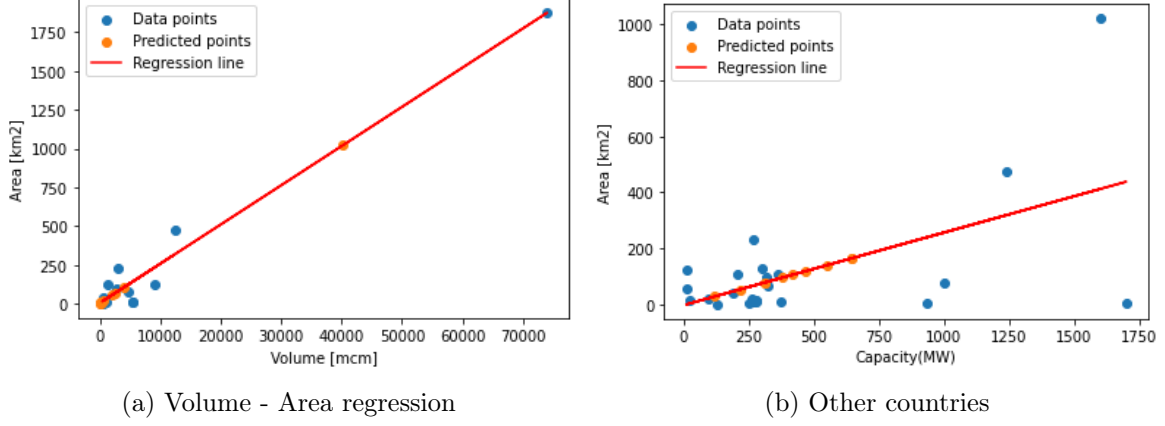 Data points
Predicted points
Regression line
1750
1500
1250
1000
750
500
250
0
Area [km2]
0 10000 20000 30000 40000 50000 60000 70000
Volume [mcm]
(a) Volume - Area regression
Data points
Predicted points
Regression line
1000
800
600
400
200
0
Area [km2]
0 250 500 750 1000 1250 1500 1750
Capacity(MW)
(b) Other countries